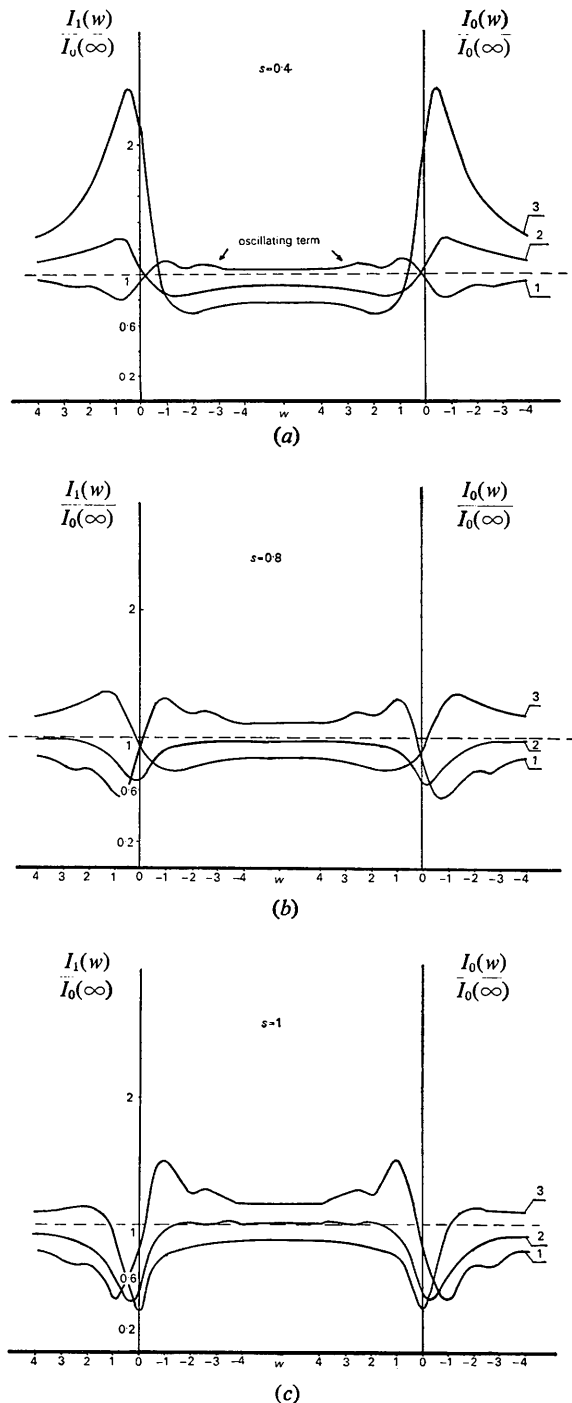 I₁(w) I₀(w)
I₀(∞) I₀(∞)
s=0·4
2
3
2
oscillating term
1
1
0·6
0·2
4 3 2 1 0 -1 -2 -3 -4 w 4 3 2 1 0 -1 -2 -3 -4
(a)
I₁(w) I₀(w)
I₀(∞) I₀(∞)
s=0·8
2
3
1
2
1
0·6
0·2
4 3 2 1 0 -1 -2 -3 -4 w 4 3 2 1 0 -1 -2 -3 -4
(b)
I₁(w) I₀(w)
I₀(∞) I₀(∞)
s=1
2
3
1
2
1
0·6
0·2
4 3 2 1 0 -1 -2 -3 -4 w 4 3 2 1 0 -1 -2 -3 -4
(c)